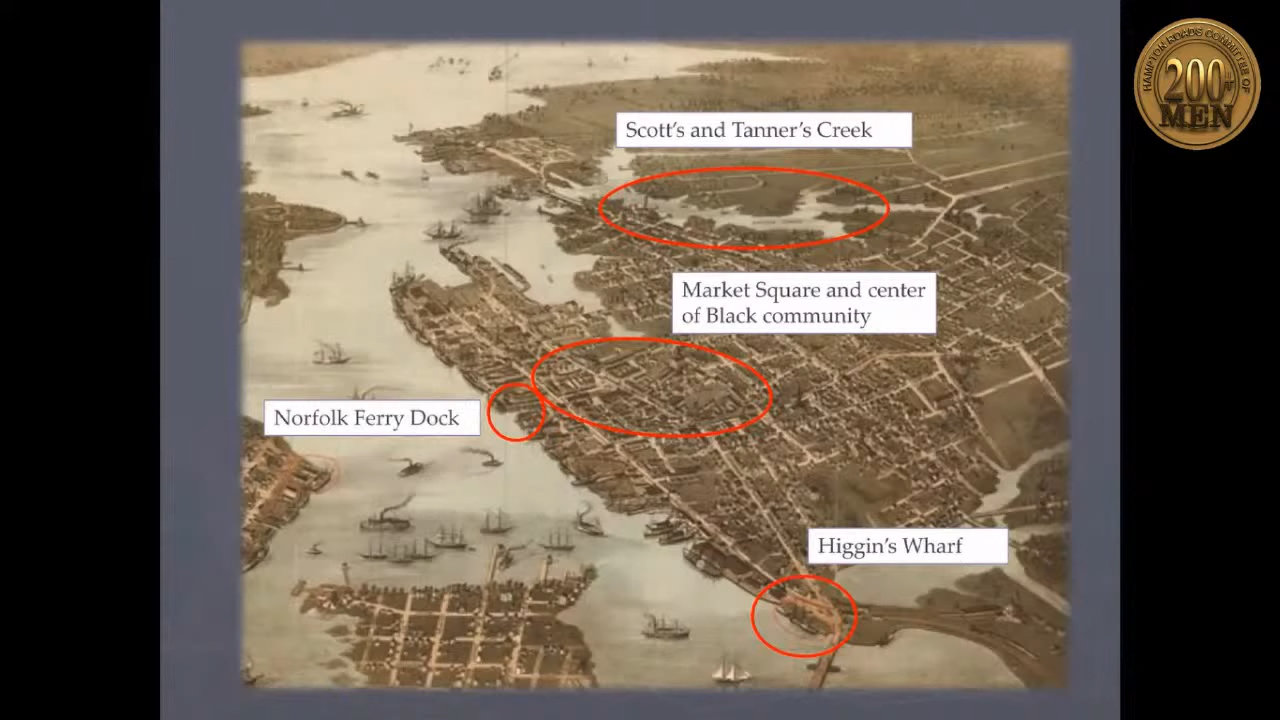 Scott's and Tanner's Creek
Market Square and center
of Black community
Norfolk Ferry Dock
Higgin's Wharf
HAMPTON ROADS COMMITTEE OF
200+
MEN